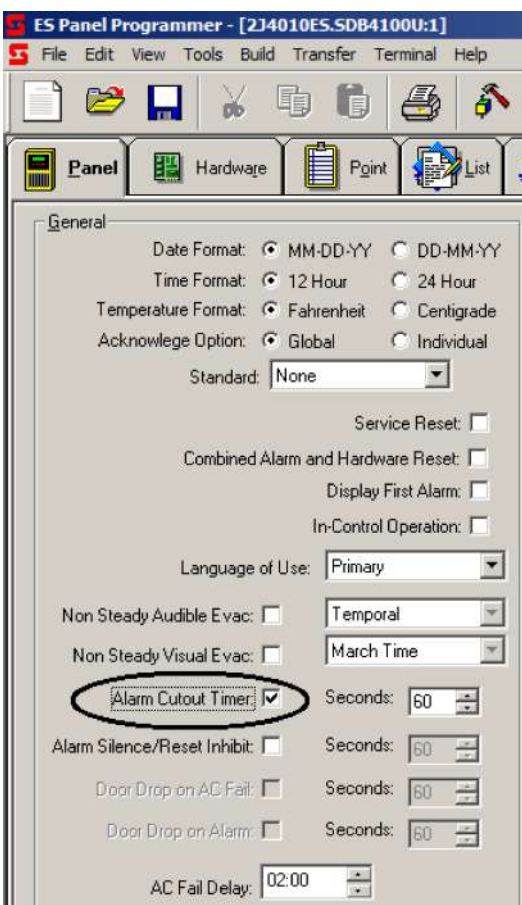 ES Panel Programmer - [2J4010ES.SDB4100U:1]
File Edit View Tools Build Transfer Terminal Help
Panel Hardware Point List
General
Date Format: MM-DD-YY DD-MM-YY
Time Format: 12 Hour 24 Hour
Temperature Format: Fahrenheit Centigrade
Acknowlege Option: Global Individual
Standard: None
Service Reset:
Combined Alarm and Hardware Reset:
Display First Alarm:
In-Control Operation:
Language of Use: Primary
Non Steady Audible Evac: Temporal
Non Steady Visual Evac: March Time
Alarm Cutout Timer: Seconds: 60
Alarm Silence/Reset Inhibit: Seconds: 60
Door Drop on AC Fail: Seconds: 60
Door Drop on Alarm: Seconds: 60
AC Fail Delay: 02:00